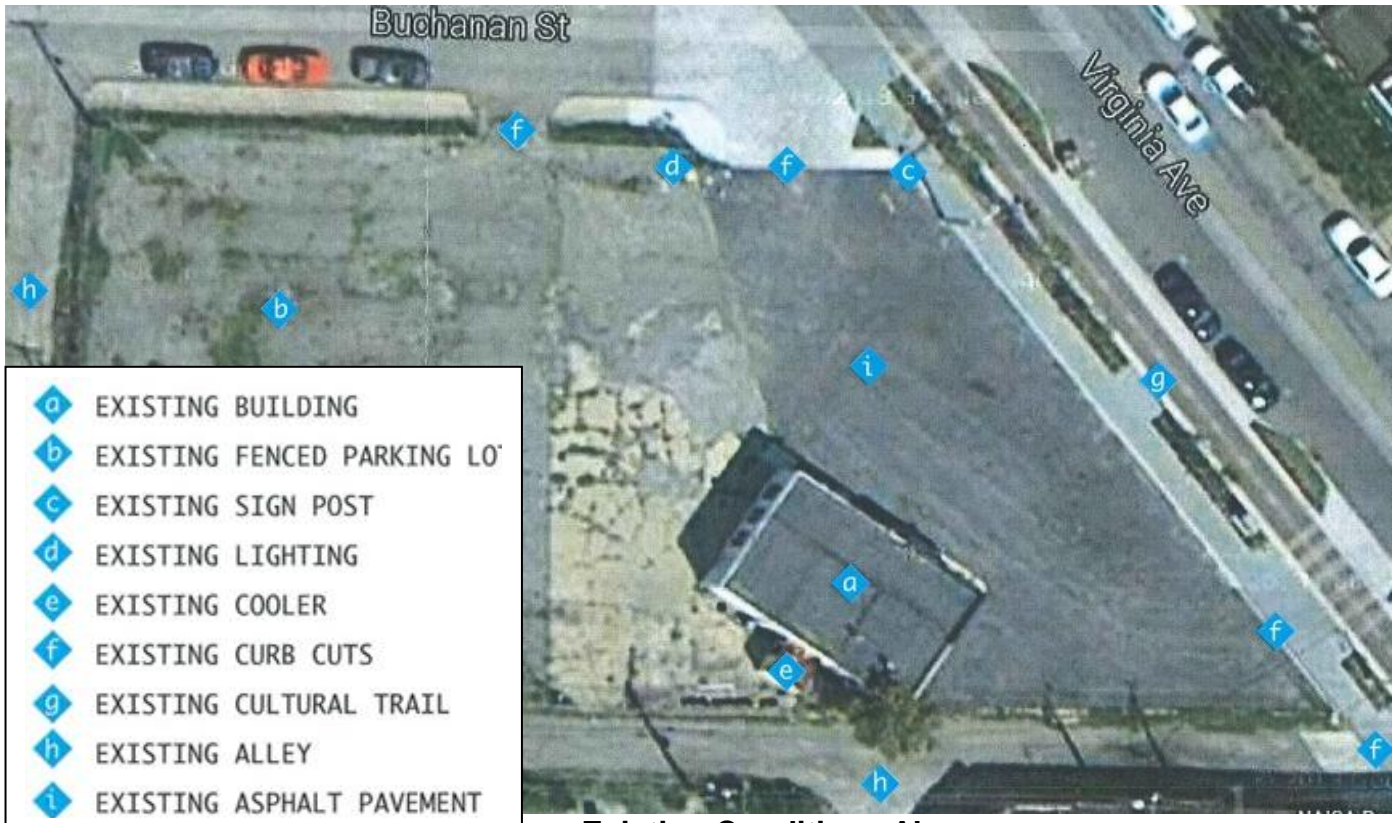 Buchanan St
Virginia Ave
f
d
f
c
h
b
i
g
a
f
e
f
h
a EXISTING BUILDING
b EXISTING FENCED PARKING LO
c EXISTING SIGN POST
d EXISTING LIGHTING
e EXISTING COOLER
f EXISTING CURB CUTS
g EXISTING CULTURAL TRAIL
h EXISTING ALLEY
i EXISTING ASPHALT PAVEMENT